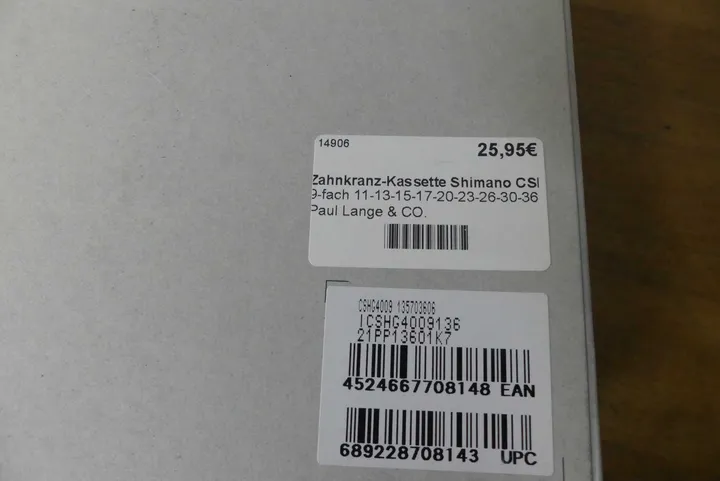 14906
25,95€
Zahnkranz-Kassette Shimano CS
9-fach 11-13-15-17-20-23-26-30-36
Paul Lange & CO.
CSHG4009 135703606
ICSHG4009136
21PP13601K7
4524667708148 EAN
689228708143 UPC